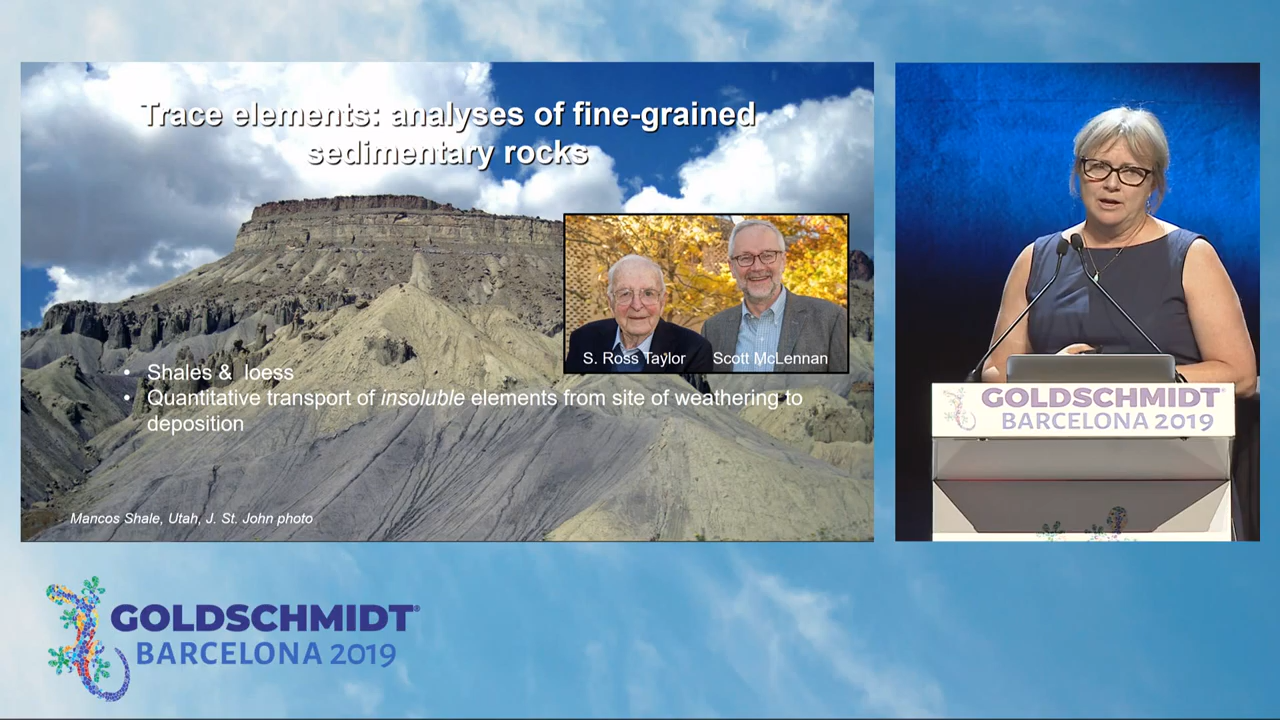 Trace elements: analyses of fine-grained
sedimentary rocks
S. Ross Taylor Scott McLennan
• Shales & loess
• Quantitative transport of insoluble elements from site of weathering to
deposition
Mancos Shale, Utah, J. St. John photo
GOLDSCHMIDT®
BARCELONA 2019
GOLDSCHMIDT®
BARCELONA 2019